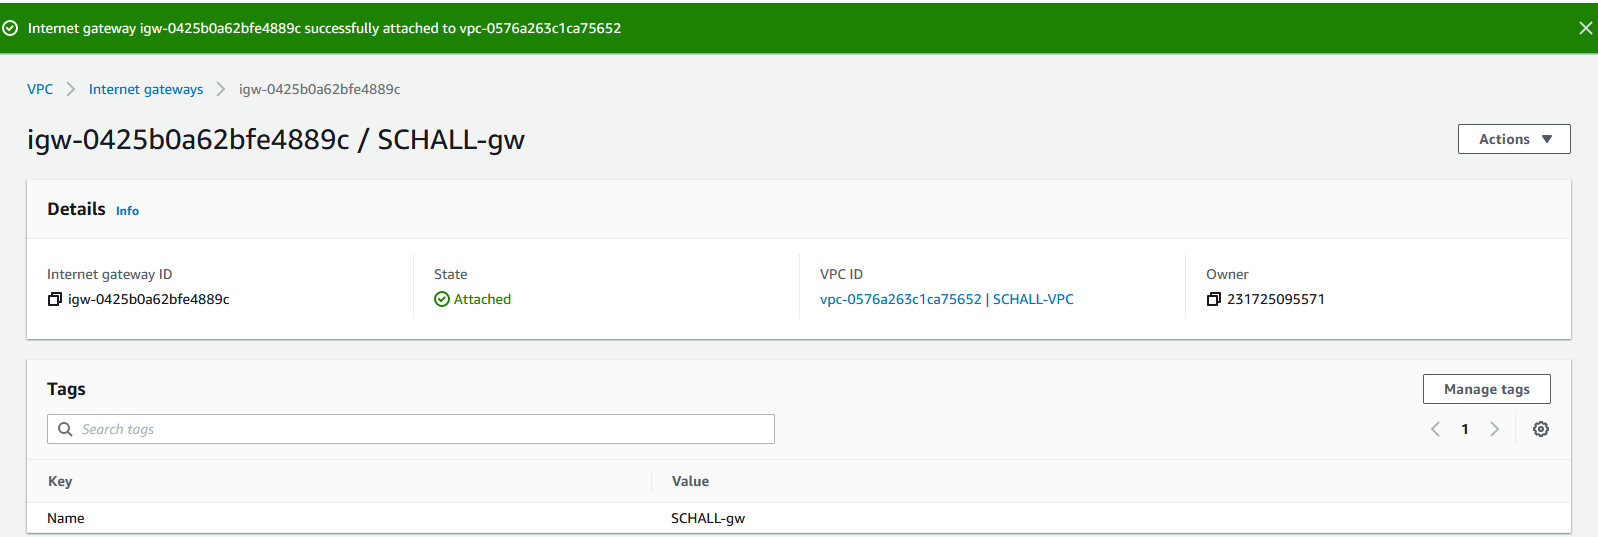 Internet gateway igw-0425b0a62bfe4889c successfully attached to vpc-0576a263c1ca75652
VPC Internet gateways igw-0425b0a62bfe4889c
igw-0425b0a62bfe4889c / SCHALL-gw
Actions
Details Info
Internet gateway ID State VPC ID Owner
igw-0425b0a62bfe4889c Attached vpc-0576a263c1ca75652 | SCHALL-VPC 231725095571
Tags Manage tags
Search tags 1
Key Value
Name SCHALL-gw